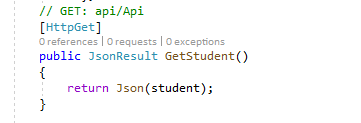 // GET: api/Api
[HttpGet]
0 references | 0 requests | 0 exceptions
public JsonResult GetStudent()
{
return Json(student);
}